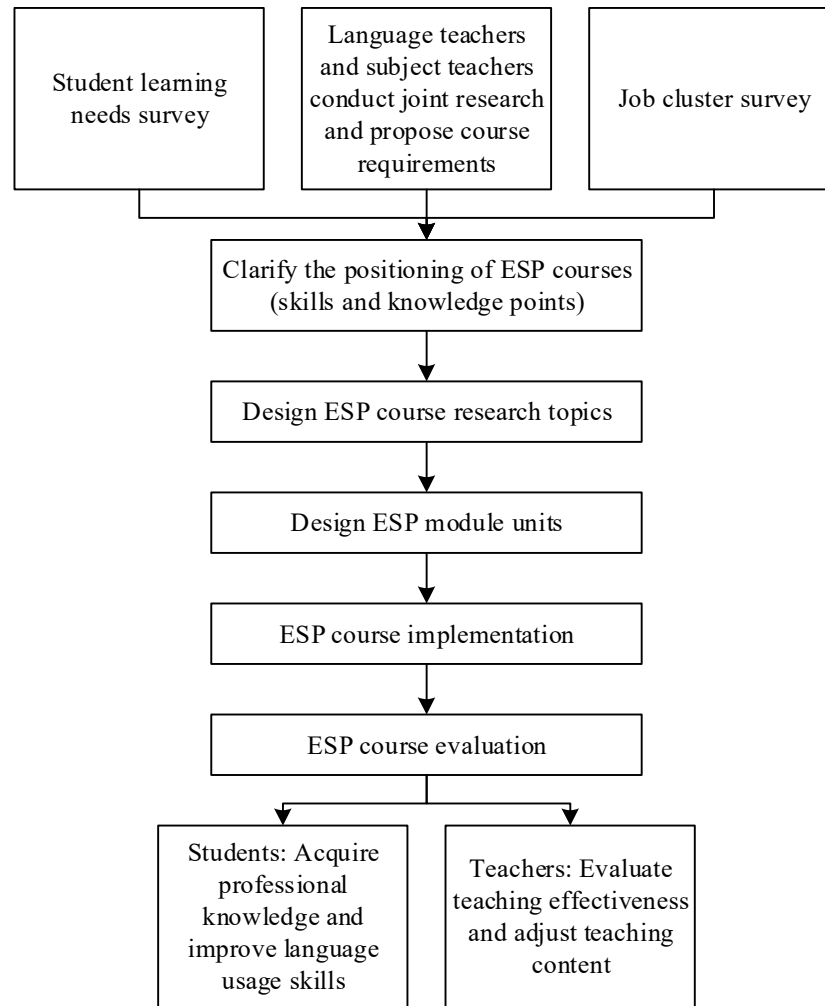 Student learning
needs survey
Language teachers
and subject teachers
conduct joint research
and propose course
requirements
Job cluster survey
Clarify the positioning of ESP courses
(skills and knowledge points)
Design ESP course research topics
Design ESP module units
ESP course implementation
ESP course evaluation
Students: Acquire
professional
knowledge and
improve language
usage skills
Teachers: Evaluate
teaching effectiveness
and adjust teaching
content